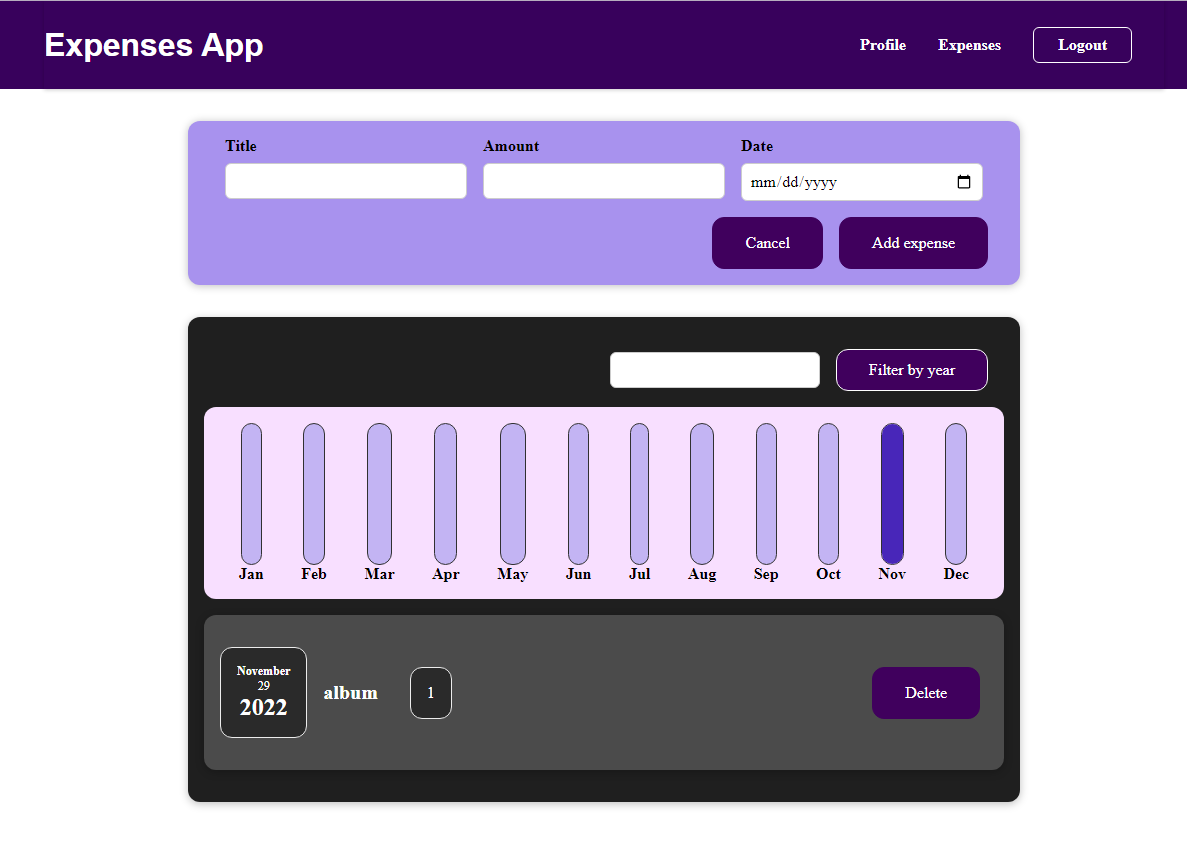 Expenses App
Profile Expenses Logout
Title Amount Date
mm/dd/yyyy
Cancel Add expense
Filter by year
Jan Feb Mar Apr May Jun Jul Aug Sep Oct Nov Dec
November
29
2022
album
1
Delete